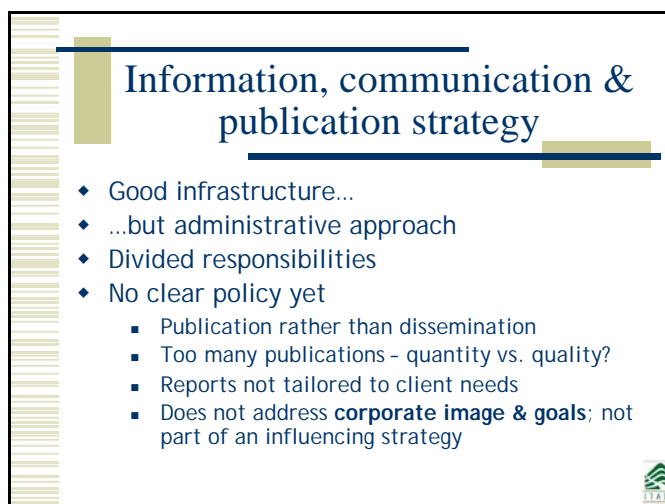 Information, communication &
publication strategy
Good infrastructure...
...but administrative approach
Divided responsibilities
No clear policy yet
Publication rather than dissemination
Too many publications – quantity vs. quality?
Reports not tailored to client needs
Does not address corporate image & goals; not
part of an influencing strategy